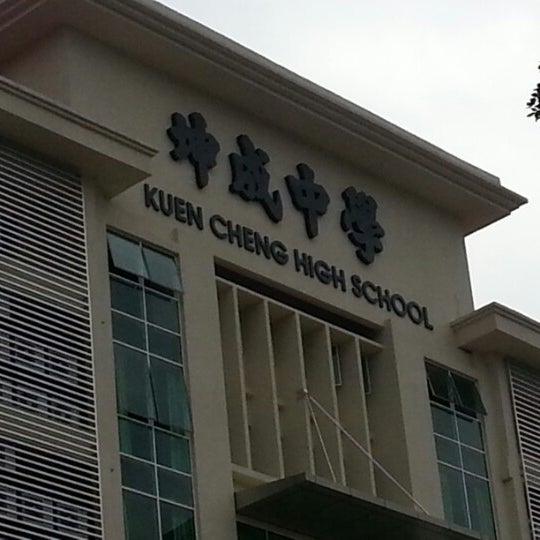 坤成中學
KUEN CHENG HIGH SCHOOL